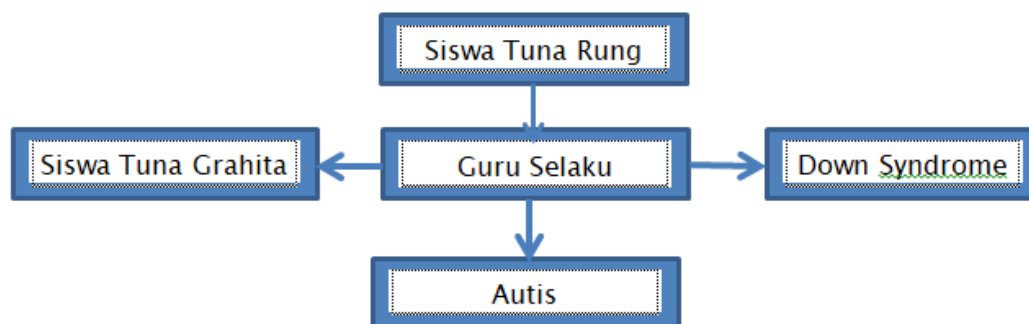 Siswa Tuna Rung
Siswa Tuna Grahita
Guru Selaku
Down Syndrome
Autis